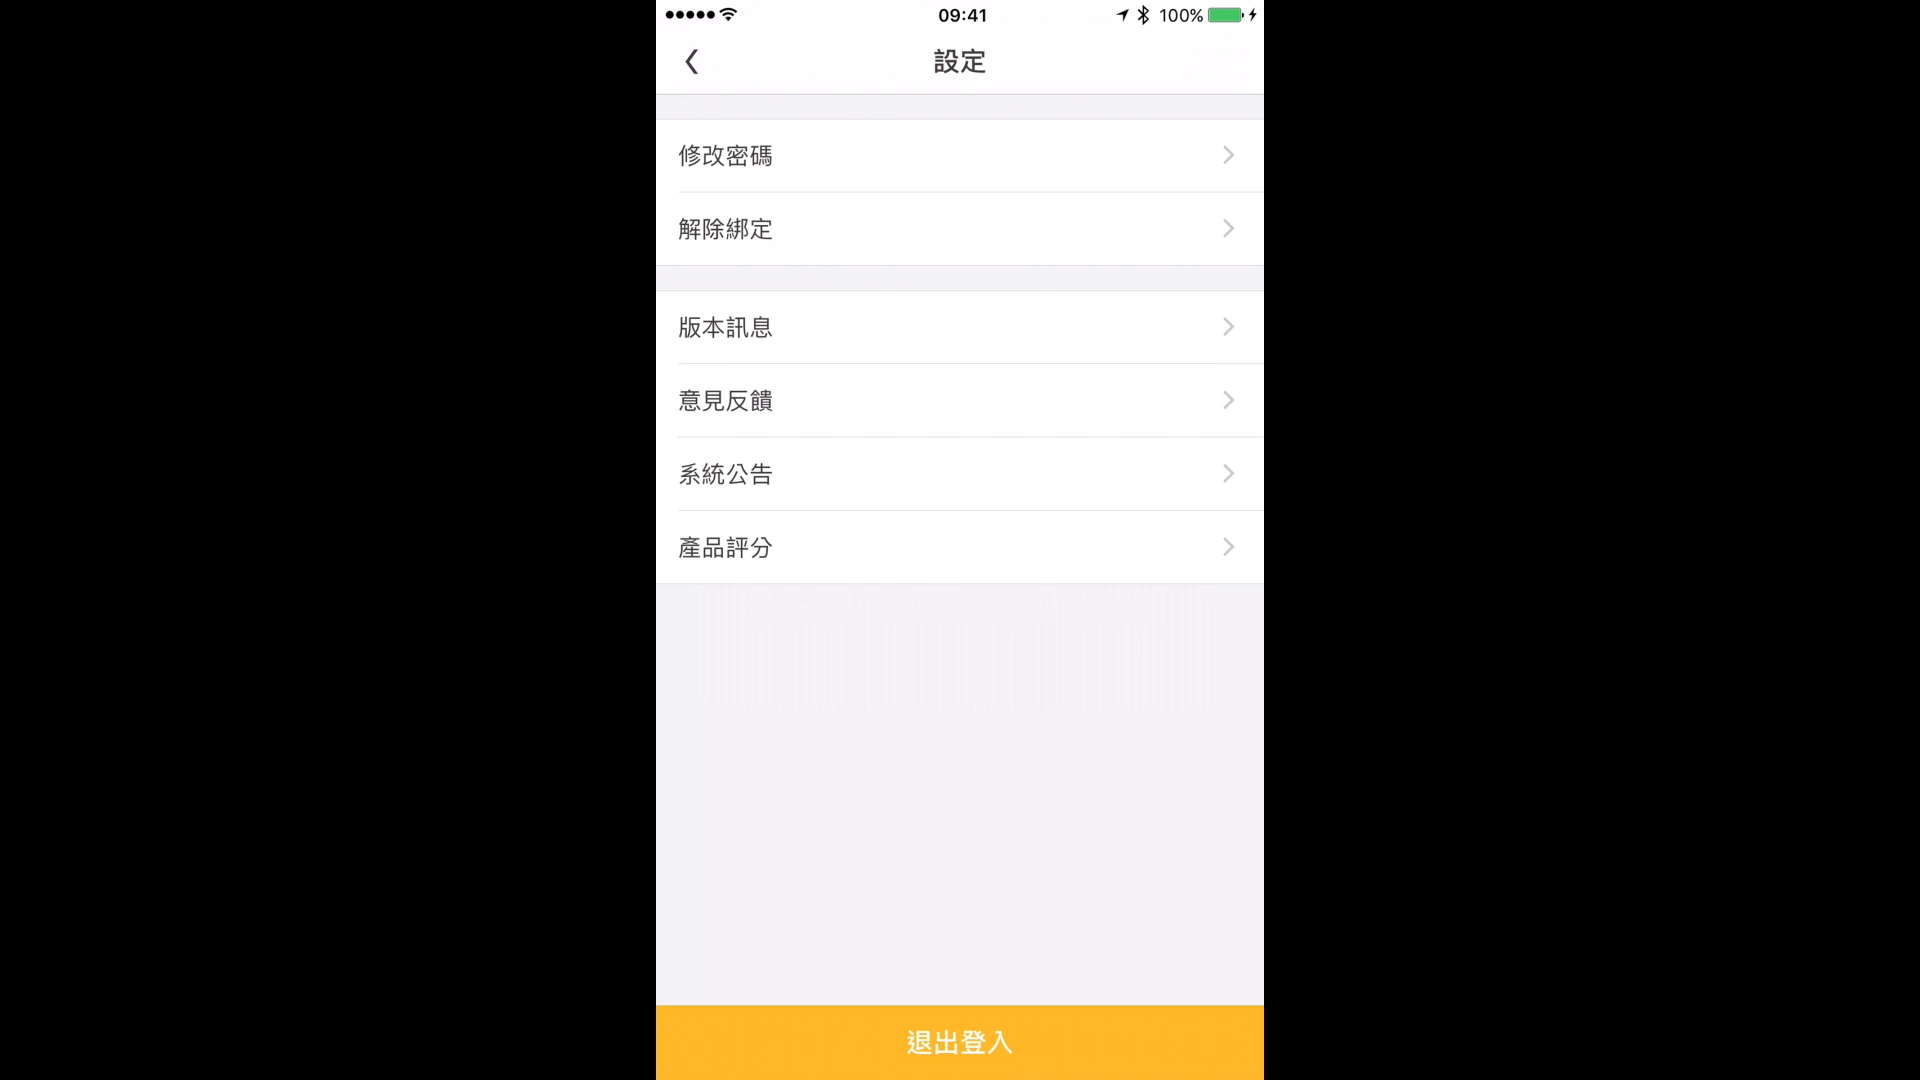 09:41
100%
設定
修改密碼
解除綁定
版本訊息
意見反饋
系統公告
產品評分
退出登入